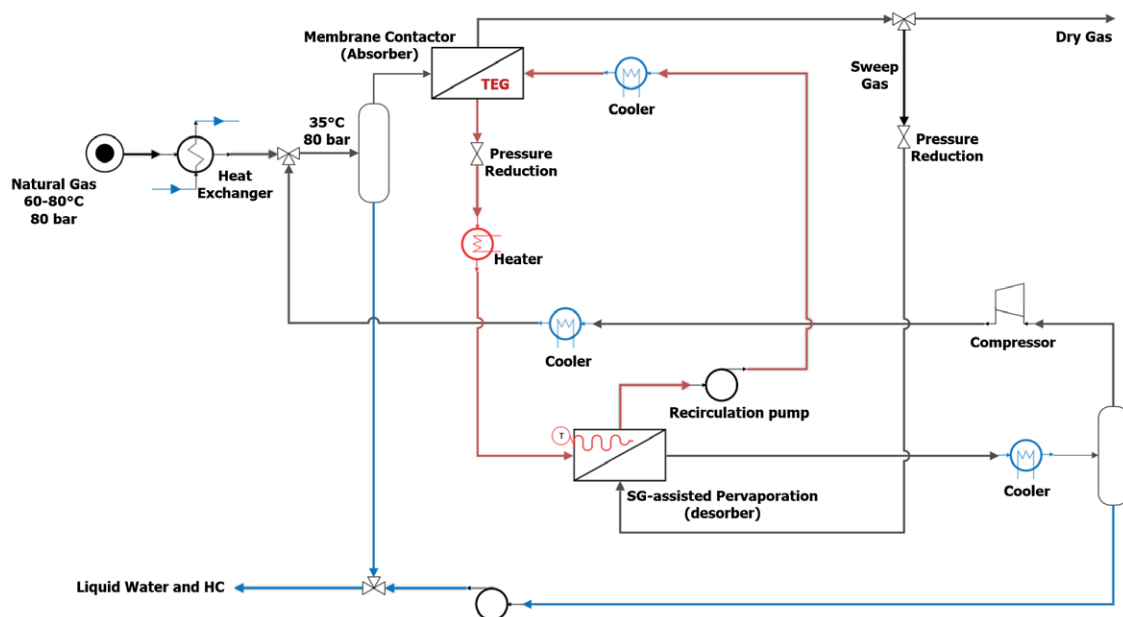 Membrane Contactor
(Absorber)
TEG
Cooler
Dry Gas
Sweep
Gas
Pressure
Reduction
35°C
80 bar
Natural Gas
60-80°C
80 bar
Heat
Exchanger
Pressure
Reduction
Heater
Cooler
Compressor
Recirculation pump
T
SG-assisted Pervaporation
(desorber)
Cooler
Liquid Water and HC